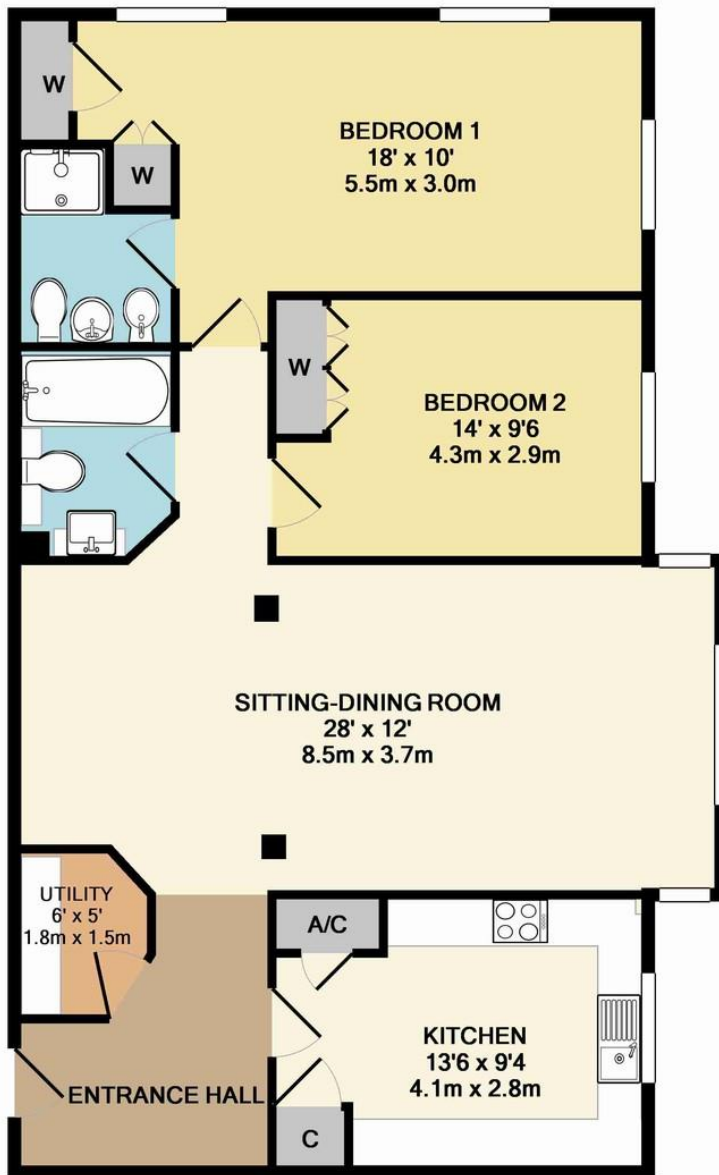 W
W
BEDROOM 1
18' x 10'
5.5m x 3.0m
W
BEDROOM 2
14' x 9'6
4.3m x 2.9m
SITTING-DINING ROOM
28' x 12'
8.5m x 3.7m
UTILITY
6' x 5'
1.8m x 1.5m
A/C
KITCHEN
13'6 x 9'4
4.1m x 2.8m
ENTRANCE HALL
C